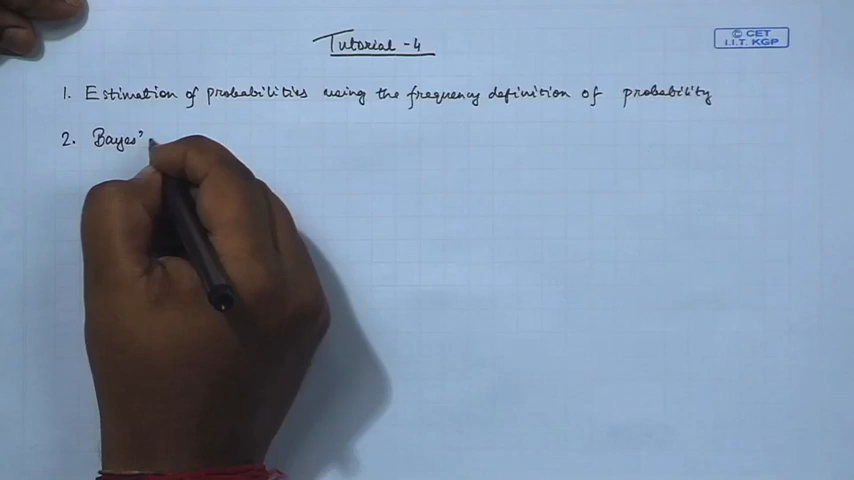 Tutorial - 4
© CET
I.I.T. KGP
1. Estimation of probabilities using the frequency definition of probability
2. Bayes'